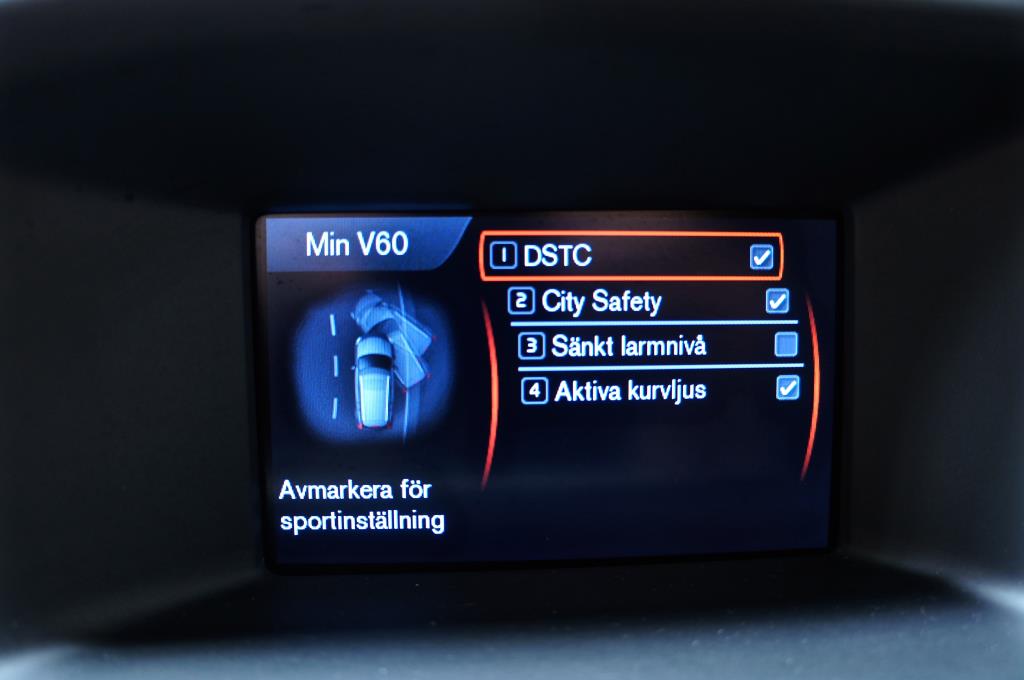 Min V60
1 DSTC
2 City Safety
3 Sänkt larmnivå
4 Aktiva kurvljus
Avmarkera för
sportinställning